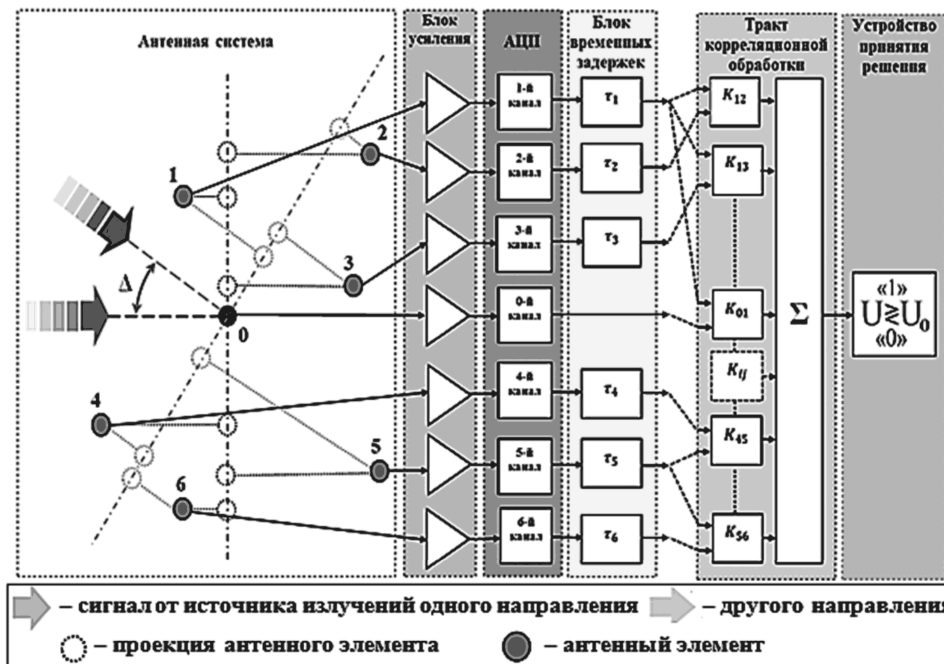 Антенная система
Блок
усиления
АЦП
Блок
временных
задержек
Тракт
корреляционной
обработки
Устройство
принятия
решения
1
2
3
0
4
5
6
Δ
1-й
канал
2-й
канал
3-й
канал
0-й
канал
4-й
канал
5-й
канал
6-й
канал
τ1
τ2
τ3
τ4
τ5
τ6
K12
K13
K01
Kij
K45
K56
Σ
«1»
U≷U0
«0»
– сигнал от источника излучений одного направления
– другого направления
– проекция антенного элемента
– антенный элемент